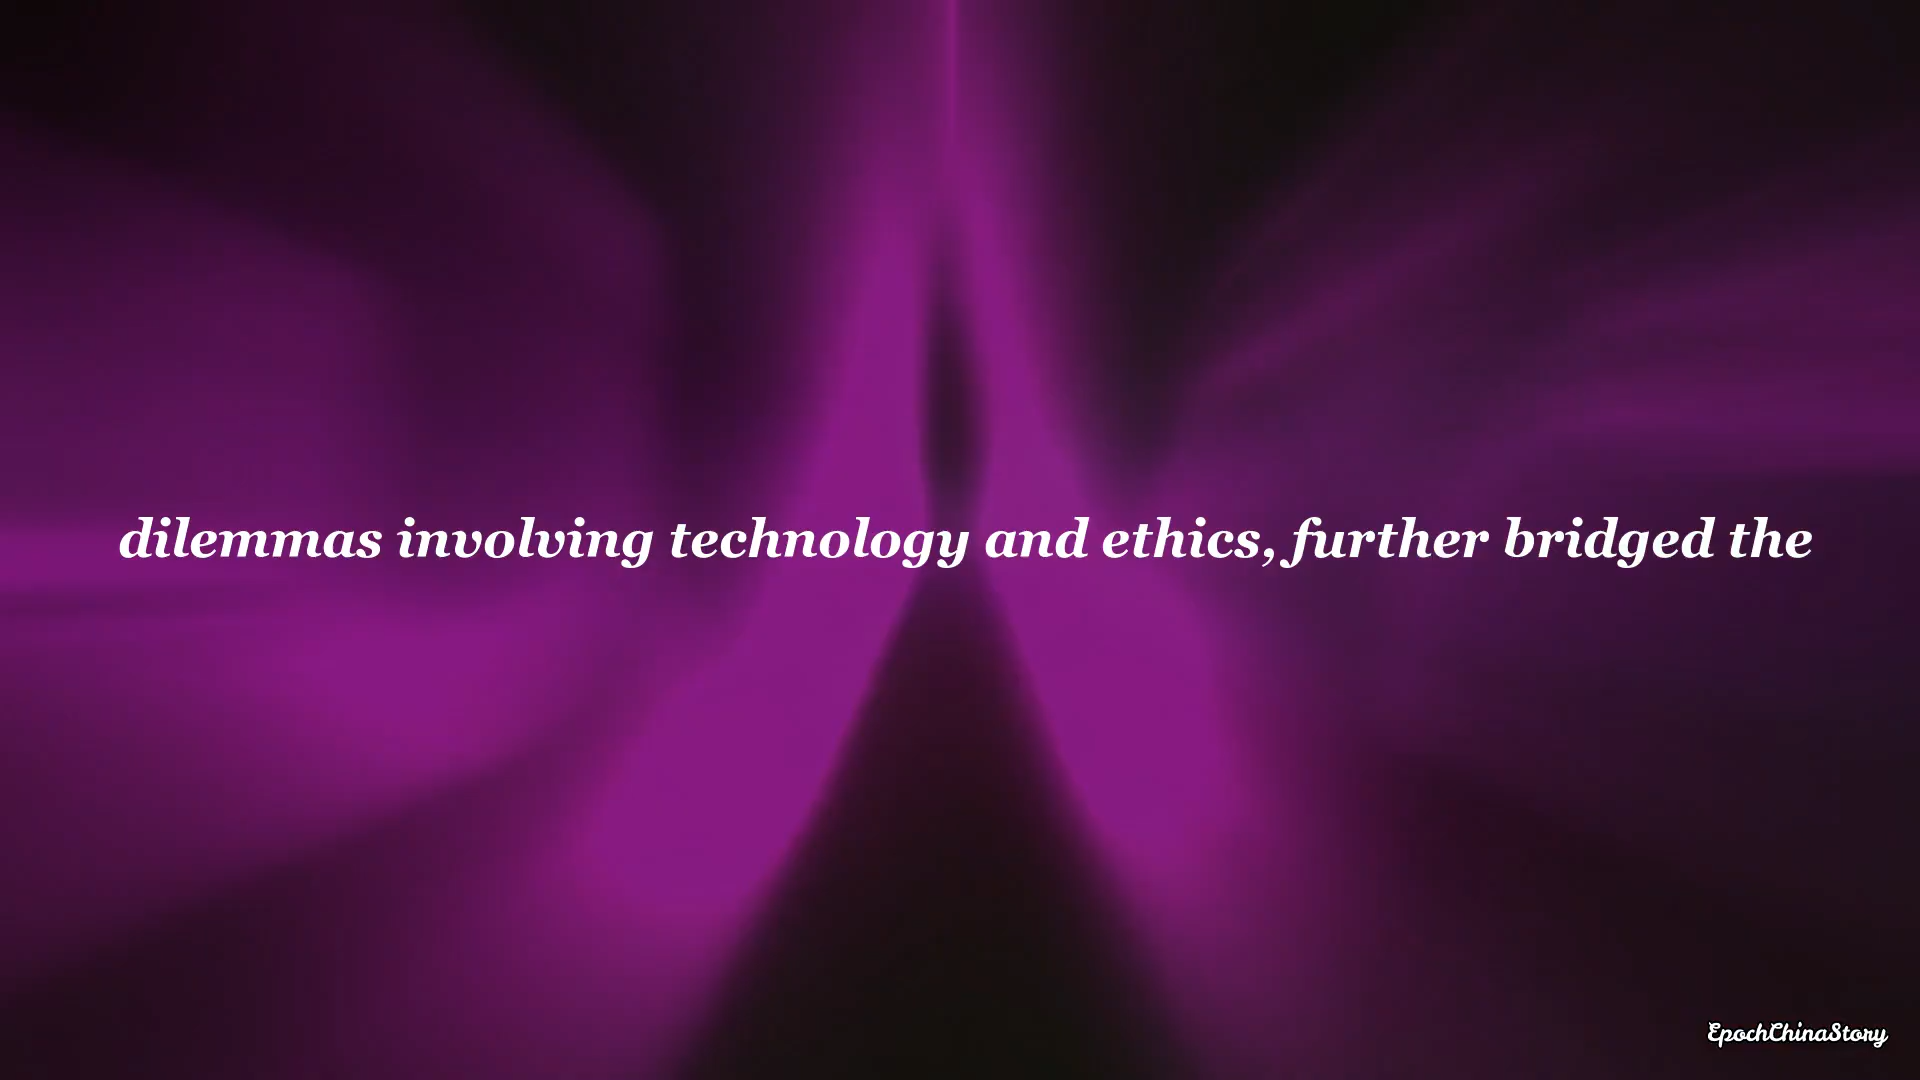 dilemmas involving technology and ethics, further bridged the
EpochChinaStory